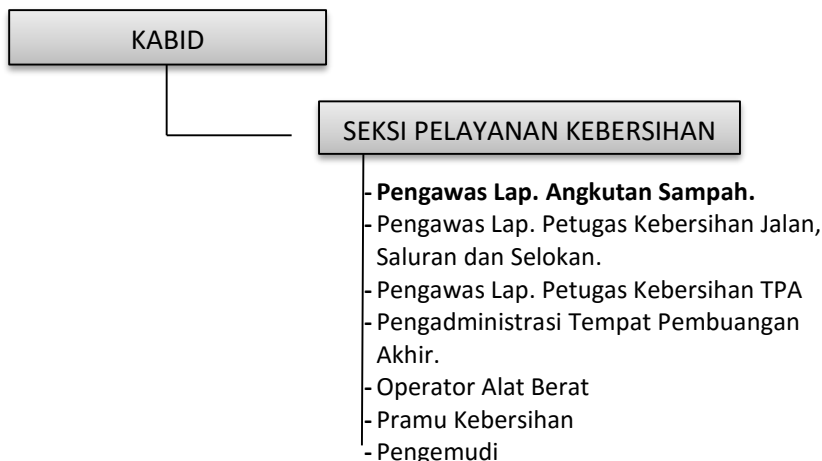 KABID
SEKSI PELAYANAN KEBERSIHAN
- Pengawas Lap. Angkutan Sampah.
- Pengawas Lap. Petugas Kebersihan Jalan,
Saluran dan Selokan.
- Pengawas Lap. Petugas Kebersihan TPA
- Pengadministrasi Tempat Pembuangan
Akhir.
- Operator Alat Berat
- Pramu Kebersihan
- Pengemudi